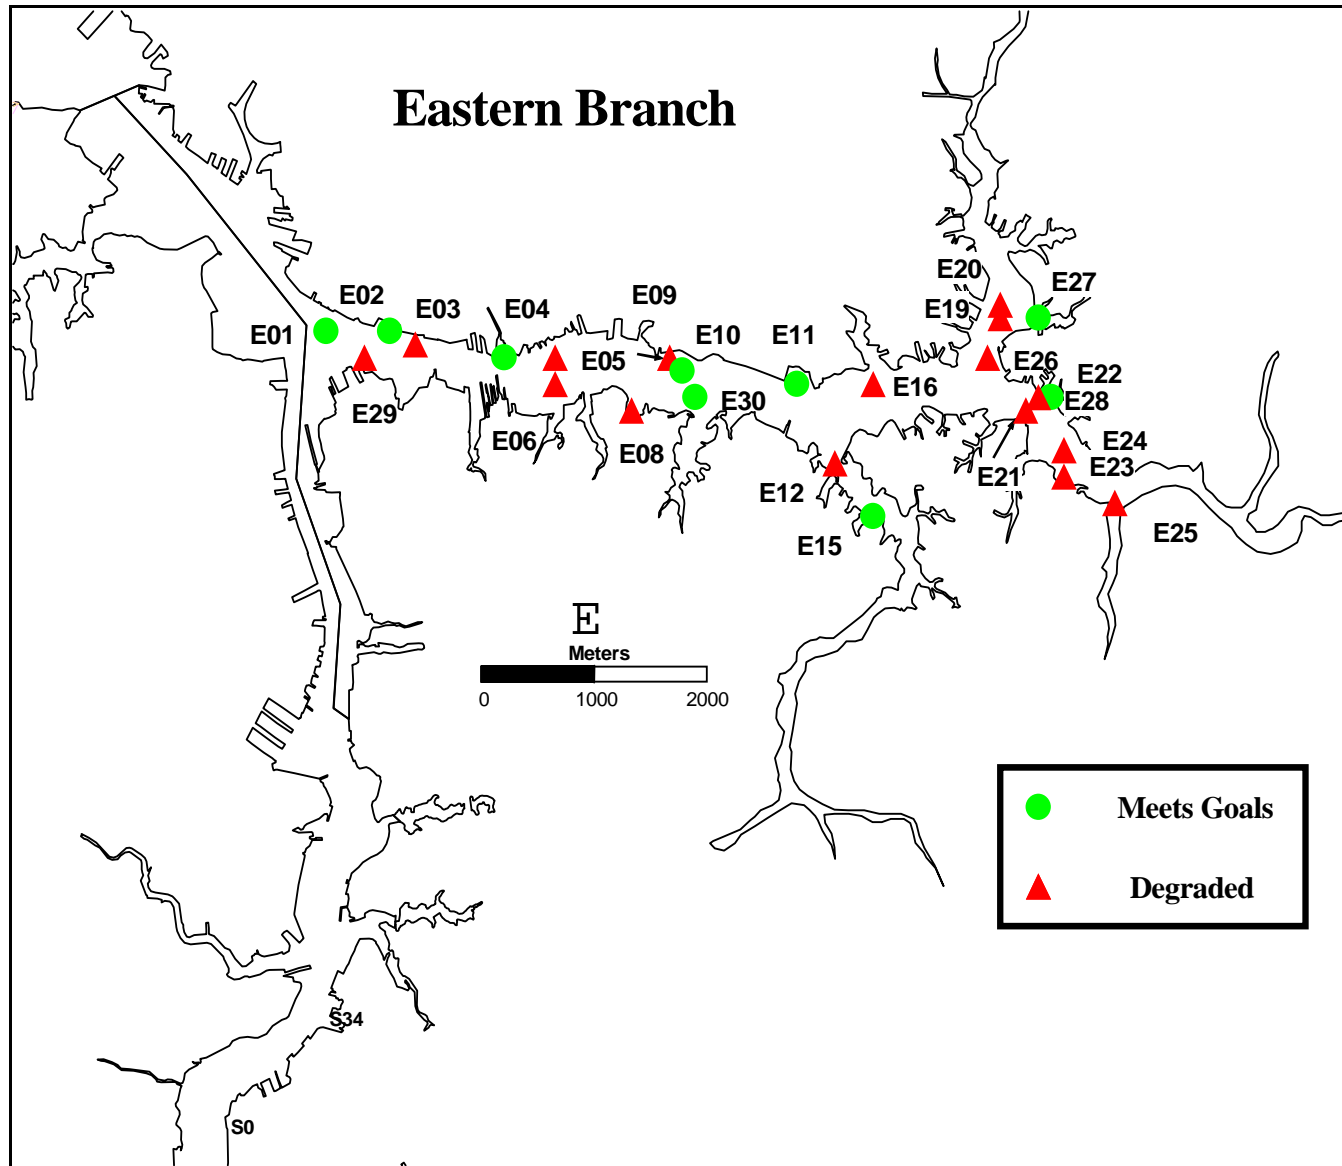 Eastern Branch
E20
E27
E02
E03
E04
E09
E19
E01
E10
E11
E05
E26
E22
E16
E30
E28
E29
E06
E08
E24
E23
E21
E12
E25
E15
E
Meters
0 1000 2000
Meets Goals
Degraded
S34
S0